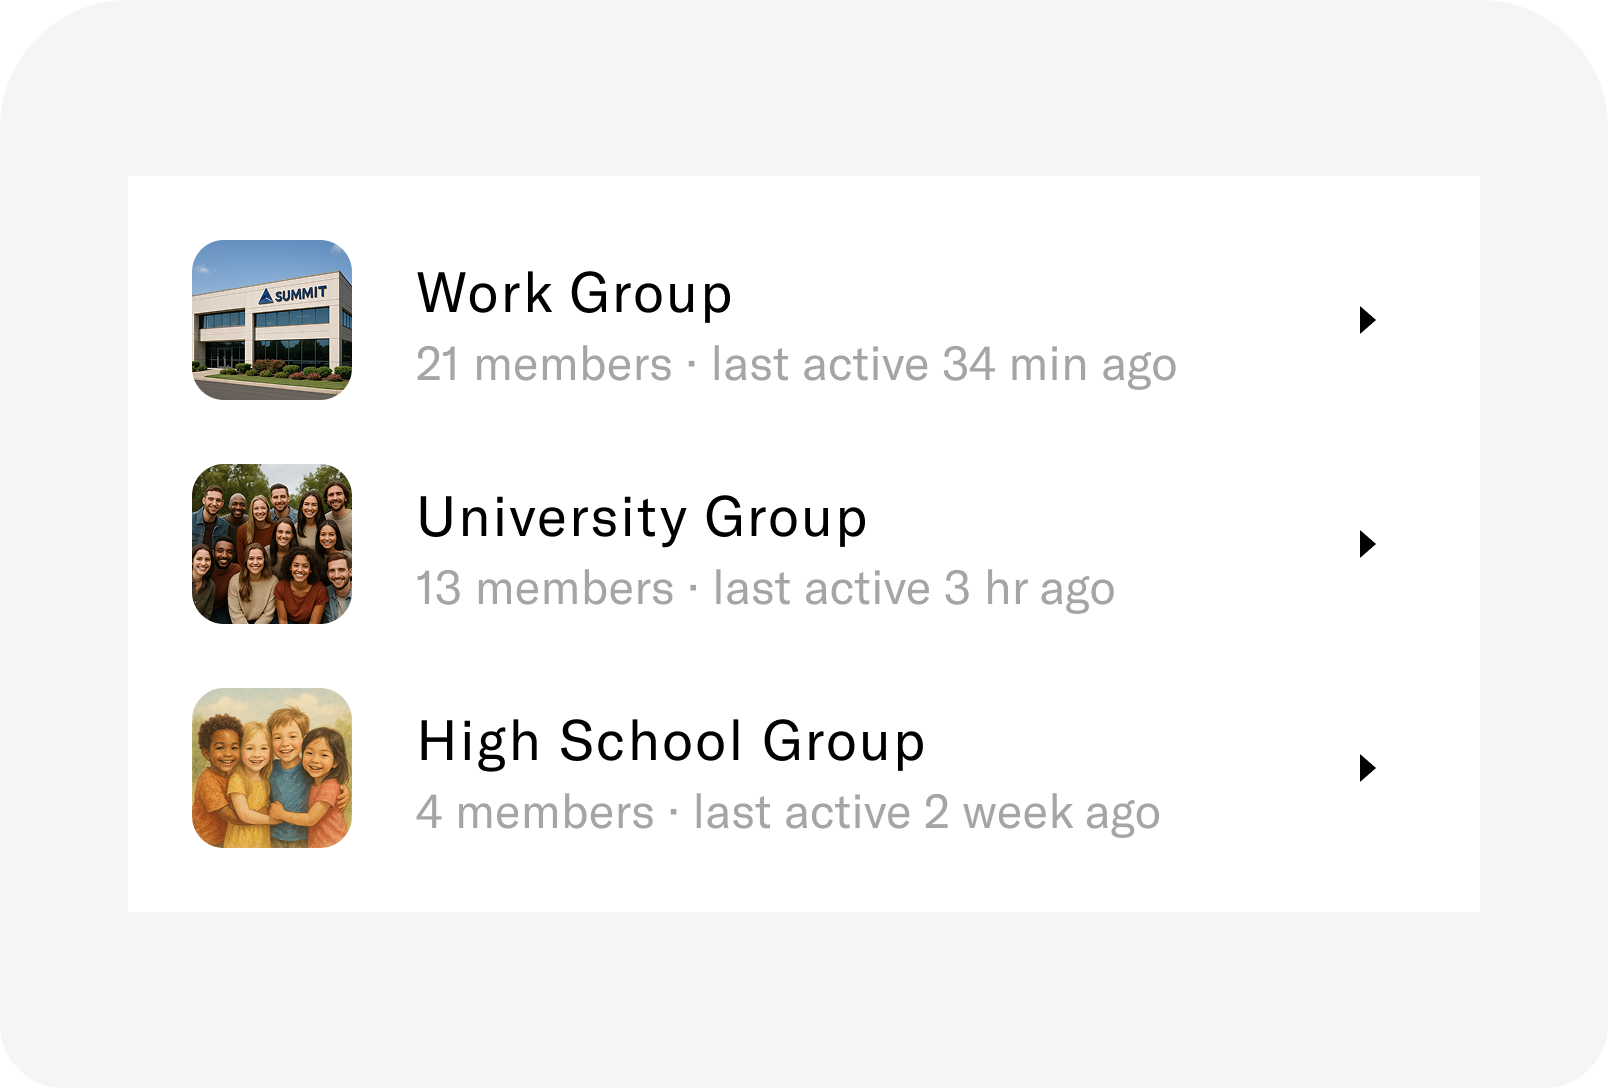 SUMMIT
Work Group
21 members · last active 34 min ago
University Group
13 members · last active 3 hr ago
High School Group
4 members · last active 2 week ago